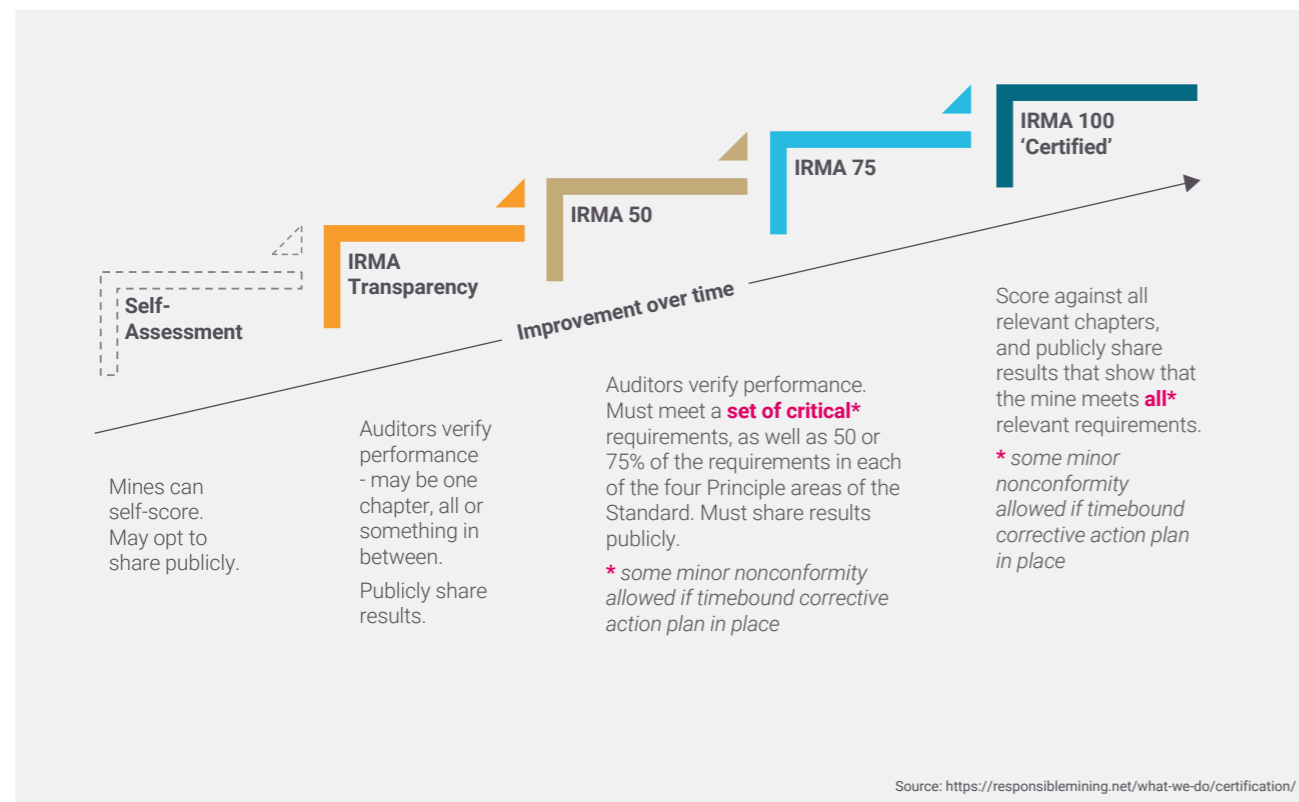 Self-
Assessment
IRMA
Transparency
IRMA 50
IRMA 75
IRMA 100
‘Certified’
Improvement over time
Mines can
self-score.
May opt to
share publicly.
Auditors verify
performance
- may be one
chapter, all or
something in
between.
Publicly share
results.
Auditors verify performance.
Must meet a set of critical*
requirements, as well as 50 or
75% of the requirements in each
of the four Principle areas of the
Standard. Must share results
publicly.
* some minor nonconformity
allowed if timebound corrective
action plan in place
Score against all
relevant chapters,
and publicly share
results that show that
the mine meets all*
relevant requirements.
* some minor
nonconformity
allowed if timebound
corrective action plan
in place
Source: https://responsiblemining.net/what-we-do/certification/